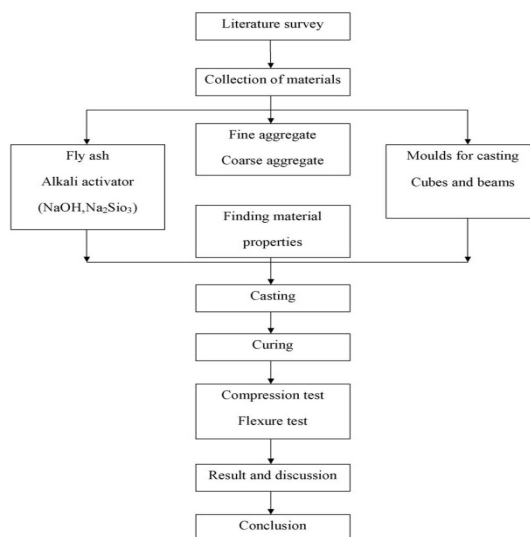 Literature survey
Collection of materials
Fine aggregate
Coarse aggregate
Fly ash
Alkali activator
(NaOH,Na₂Sio₃)
Moulds for casting
Cubes and beams
Finding material
properties
Casting
Curing
Compression test
Flexure test
Result and discussion
Conclusion